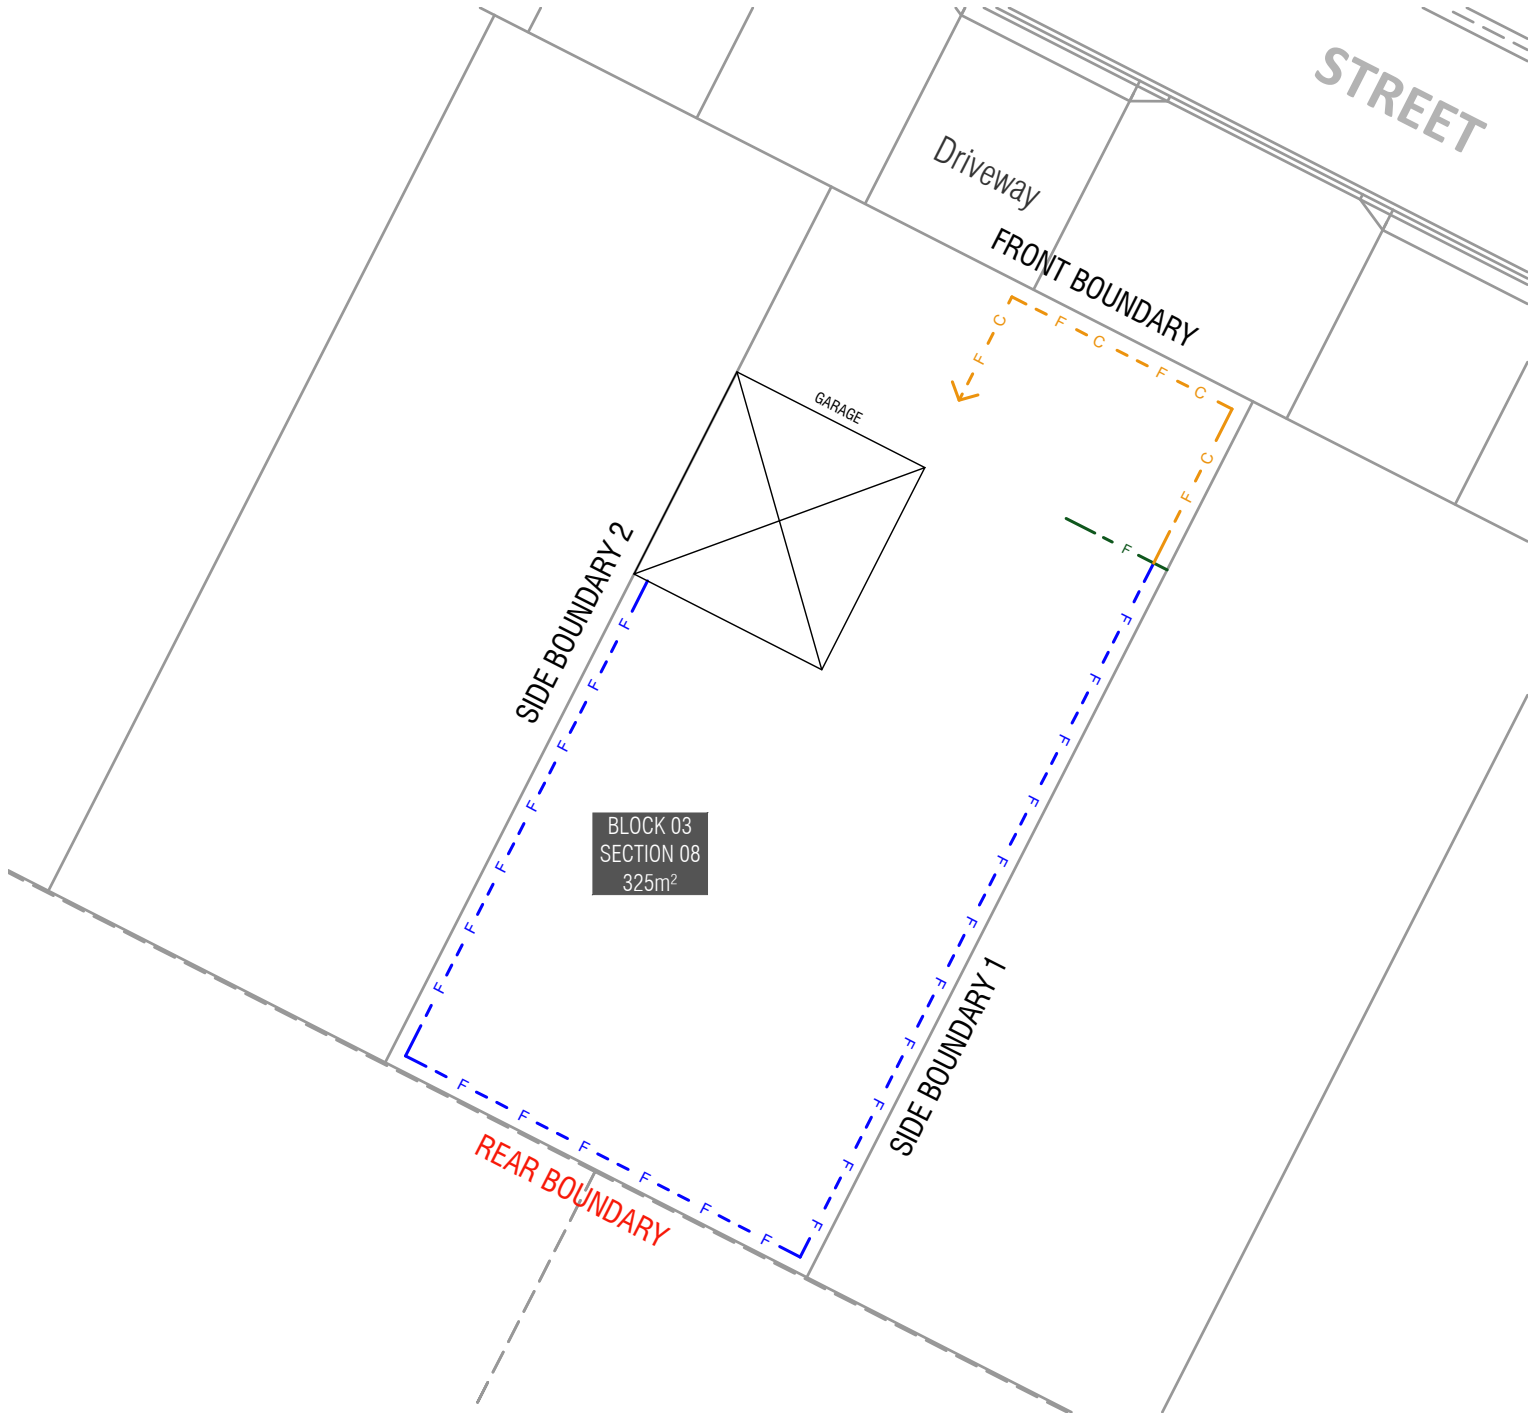 STREET
Driveway
FRONT BOUNDARY
C F C F C
F
C
F
GARAGE
F
SIDE BOUNDARY 2
F F F F F F F
BLOCK 03
SECTION 08
325m²
F F F F F F F F F F F
SIDE BOUNDARY 1
F F F F F F
REAR BOUNDARY